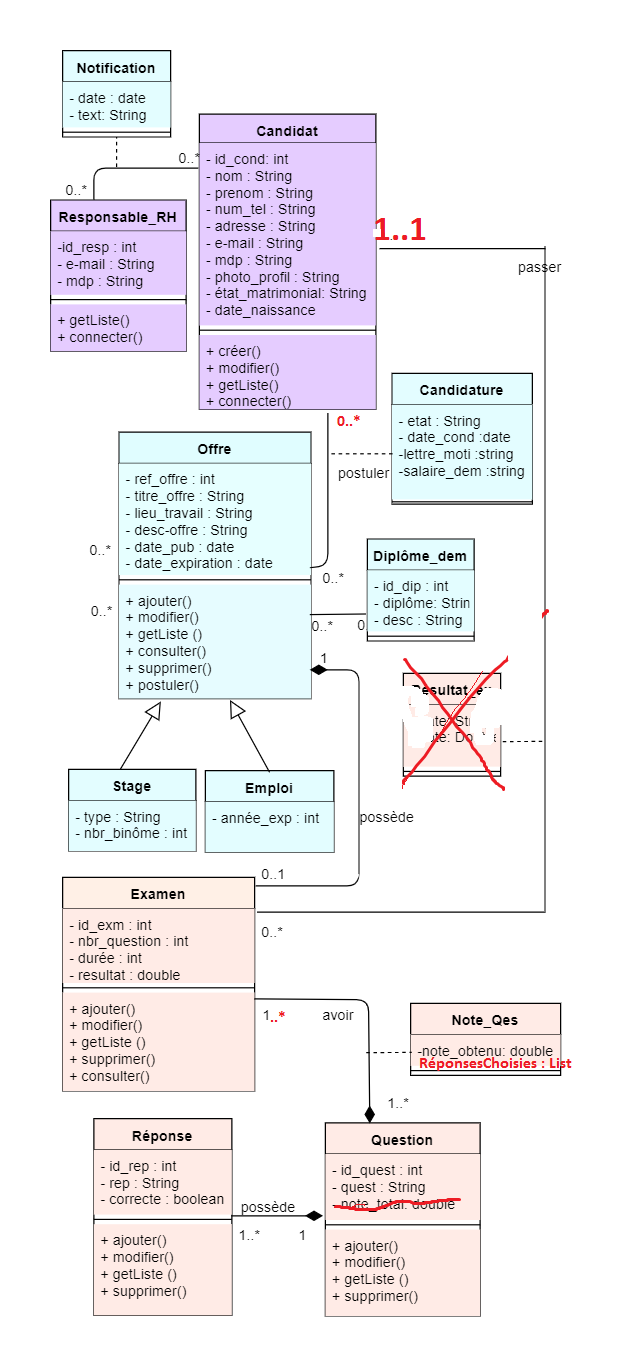 Notification
- date : date
- text: String
Candidat
- id_cond: int
- nom : String
- prenom : String
- num_tel : String
- adresse : String
- e-mail : String
- mdp : String
- photo_profil : String
- état_matrimonial: String
- date_naissance
+ créer()
+ modifier()
+ getListe()
+ connecter()
0..*
0..*
Responsable_RH
-id_resp : int
- e-mail : String
- mdp : String
+ getListe()
+ connecter()
1..1
passer
0..*
Candidature
- etat : String
- date_cond :date
-lettre_moti :string
-salaire_dem :string
postuler
Offre
- ref_offre : int
- titre_offre : String
- lieu_travail : String
- desc-offre : String
- date_pub : date
- date_expiration : date
+ ajouter()
+ modifier()
+ getListe ()
+ consulter()
+ supprimer()
+ postuler()
0..*
0..*
0..*
Diplôme_dem
- id_dip : int
- diplôme: Strin
- desc : String
0..*
0.
1
Stage
- type : String
- nbr_binôme : int
Emploi
- année_exp : int
possède
0..1
Examen
- id_exm : int
- nbr_question : int
- durée : int
- resultat : double
+ ajouter()
+ modifier()
+ getListe ()
+ supprimer()
+ consulter()
0..*
1..*
avoir
Note_Qes
-note_obtenu: double
RéponsesChoisies : List
1..*
Réponse
- id_rep : int
- rep : String
- correcte : boolean
+ ajouter()
+ modifier()
+ getListe ()
+ supprimer()
possède
1..*
1
Question
- id_quest : int
- quest : String
- note_total: double
+ ajouter()
+ modifier()
+ getListe ()
+ supprimer()